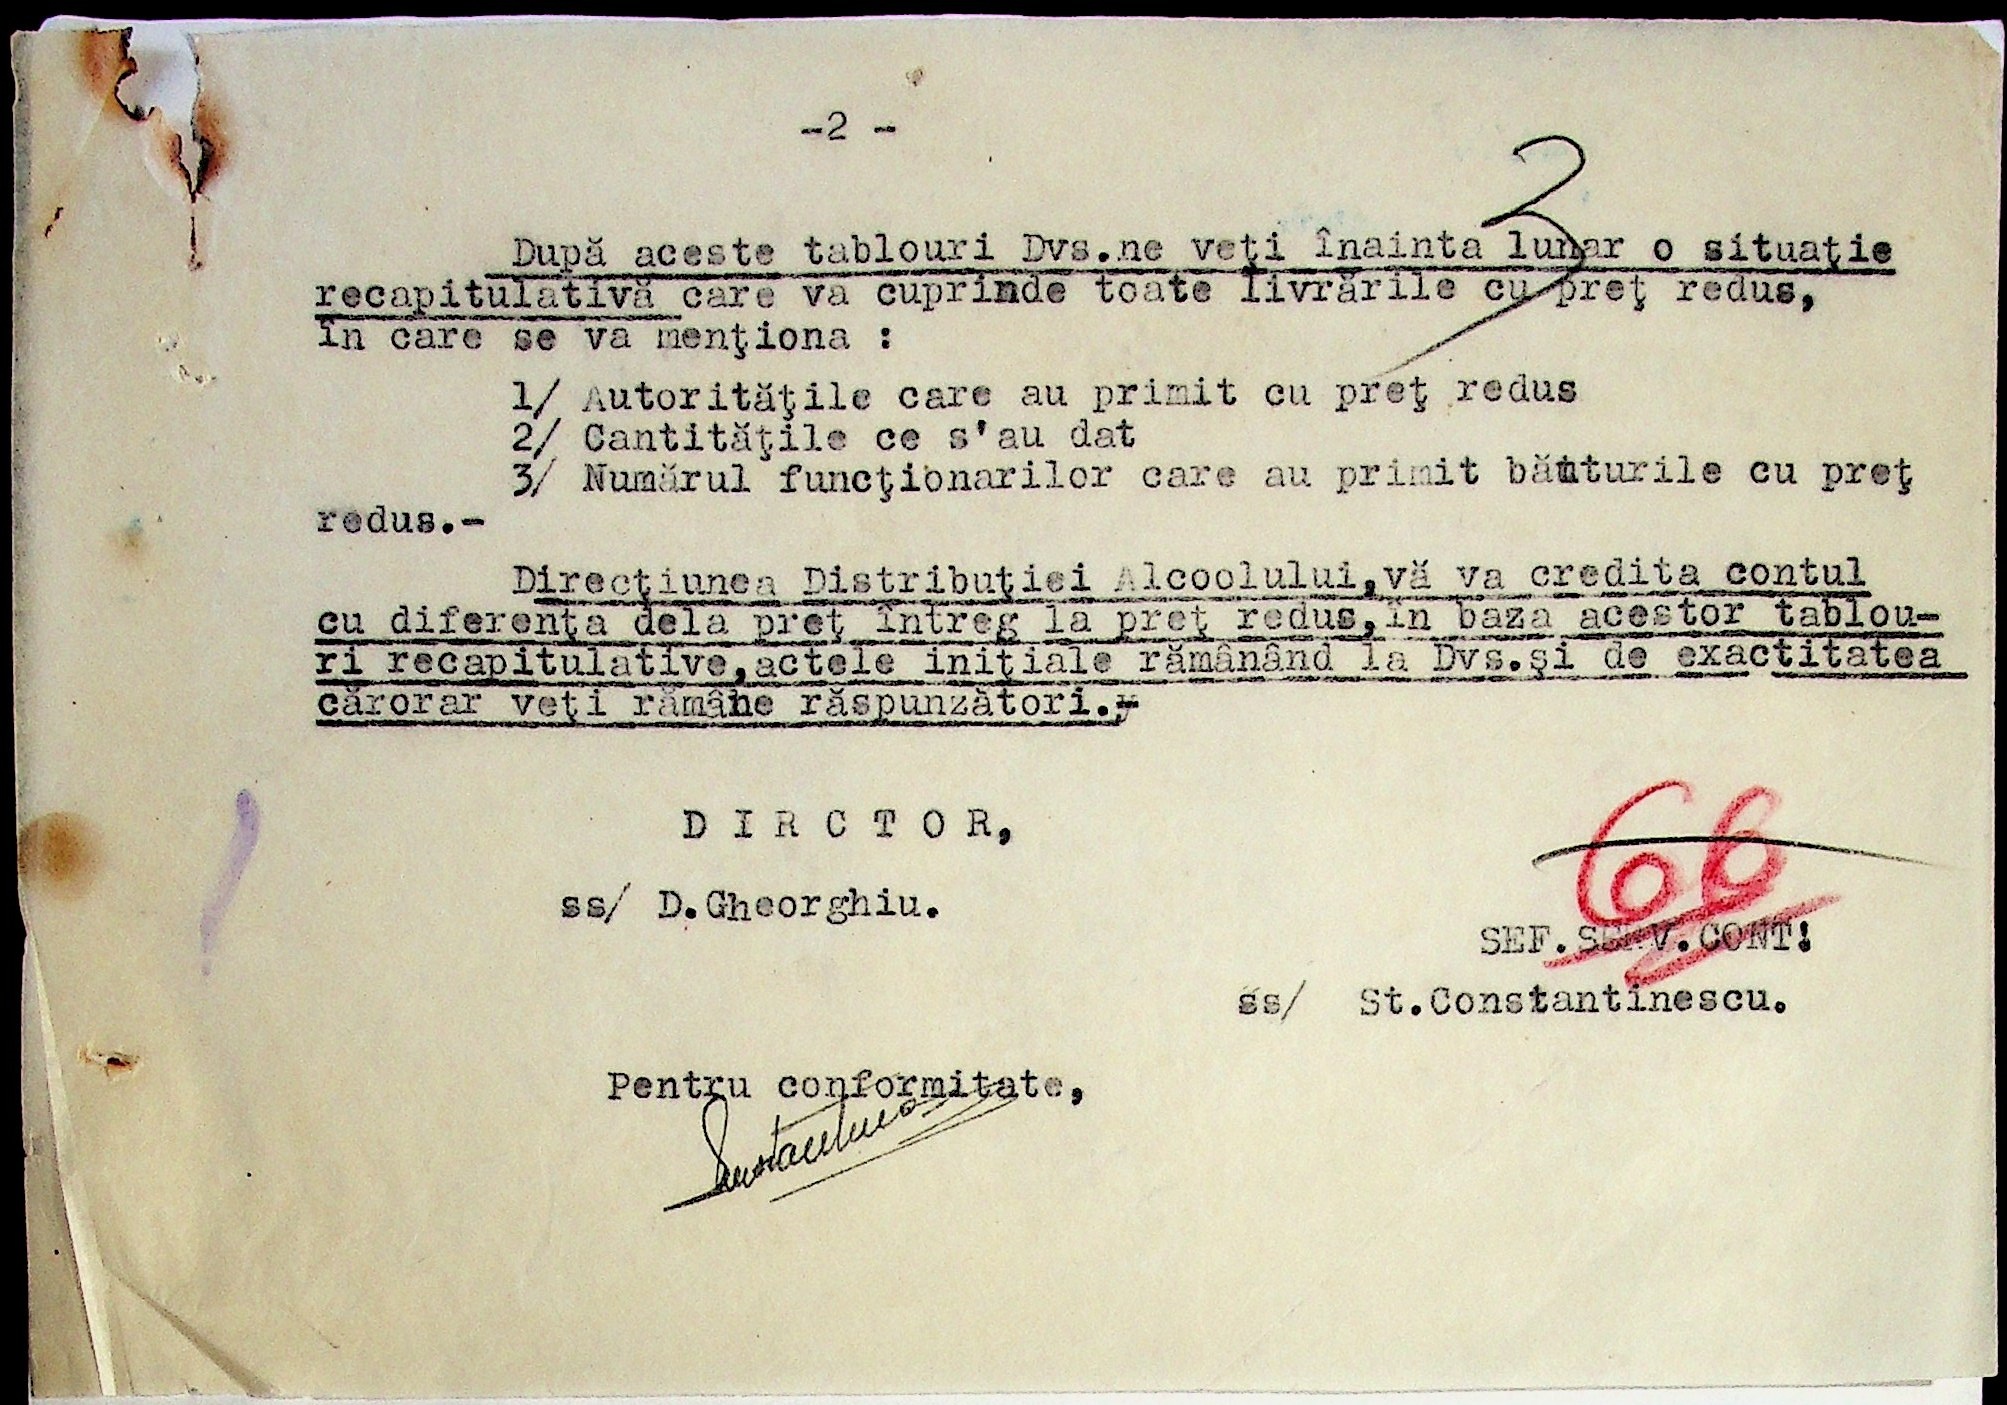 -2 -
3
După aceste tablouri Dvs.ne veţi înainta lunar o situaţie
recapitulativă care va cuprinde toate livrările cu preţ redus,
în care se va menţiona :
1/ Autorităţile care au primit cu preţ redus
2/ Cantităţile ce s'au dat
3/ Numărul funcţionarilor care au primit băuturile cu preţ
redus.-
Direcţiunea Distribuţiei Alcoolului,vă va credita contul
cu diferenţa dela preţ întreg la preţ redus,în baza acestor tablou-
ri recapitulative,actele iniţiale rămânând la Dvs.şi de exactitatea
cărorar veţi rămâne răspunzători.-
D I R C T O R,
66
ss/ D.Gheorghiu.
SEF.SERV.CONT!
ss/ St.Constantinescu.
Pentru conformitate,